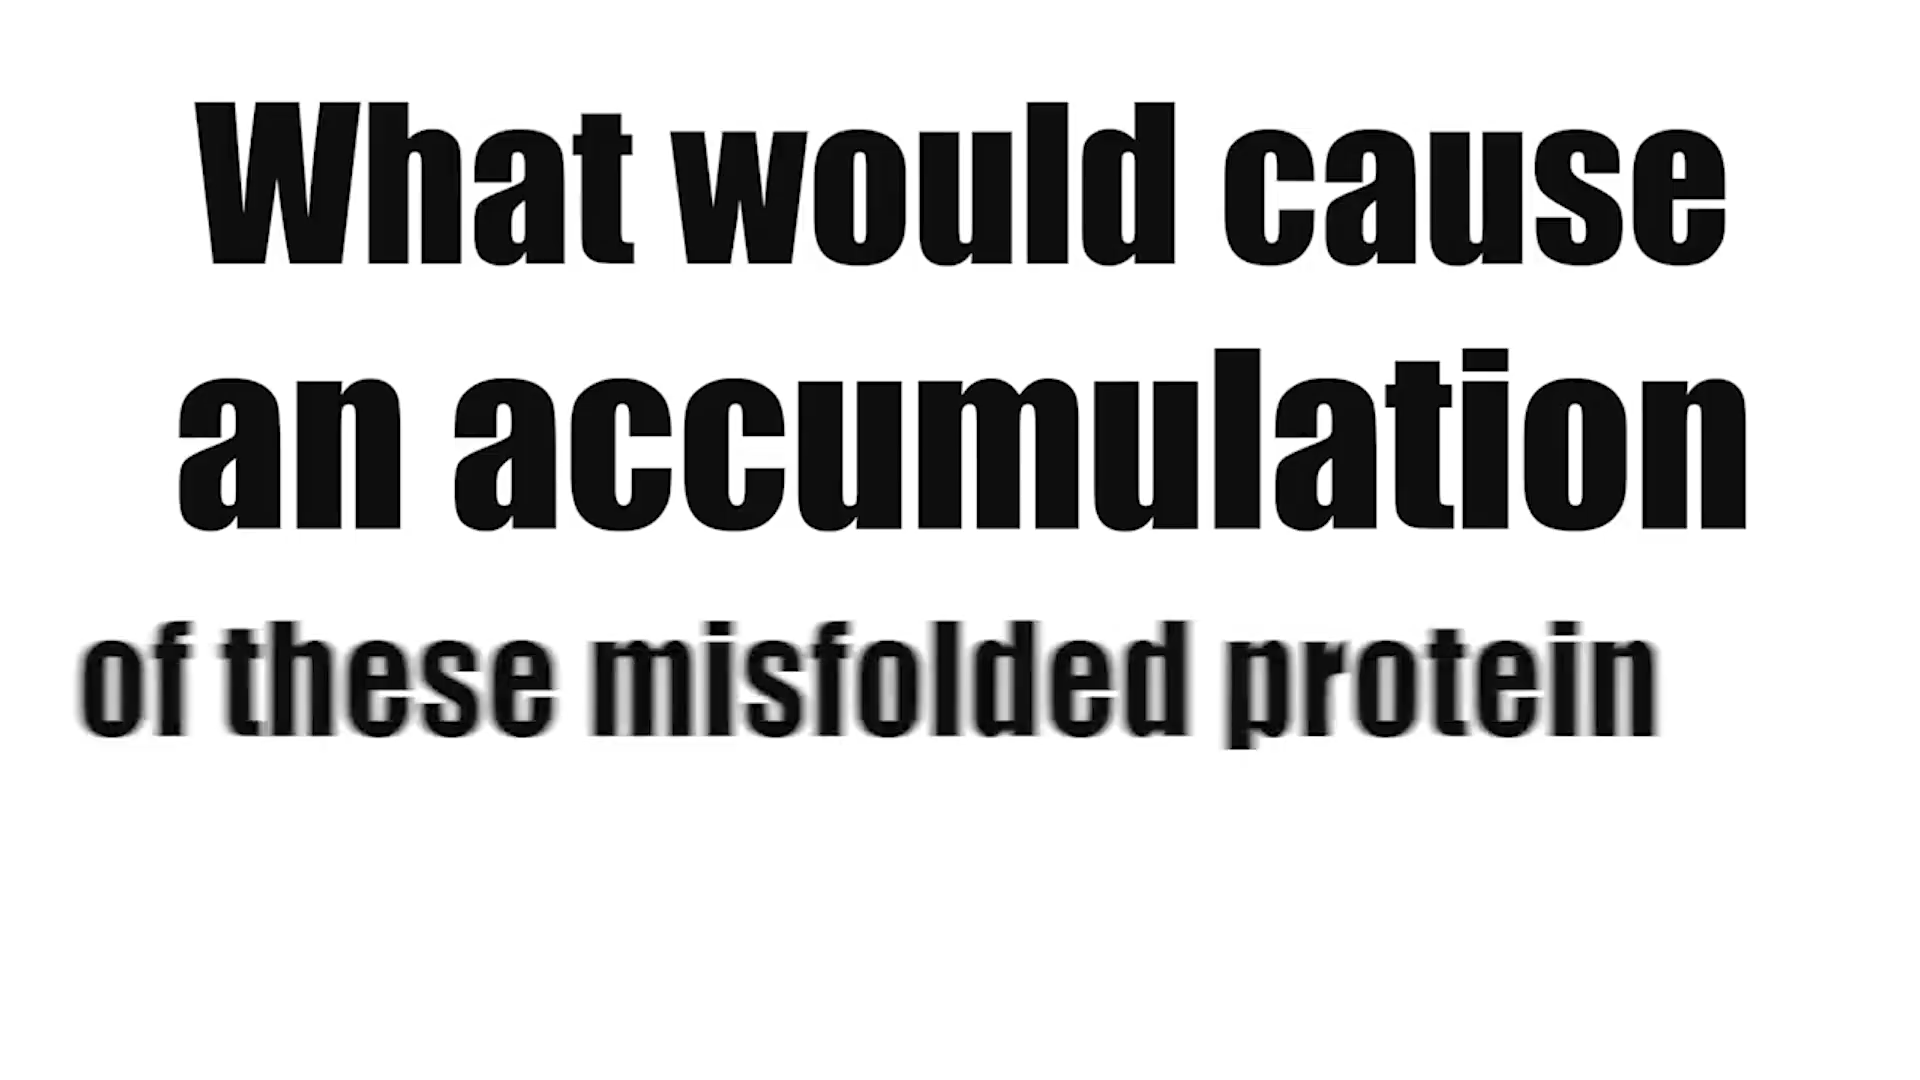 What would cause
an accumulation
of these misfolded protein